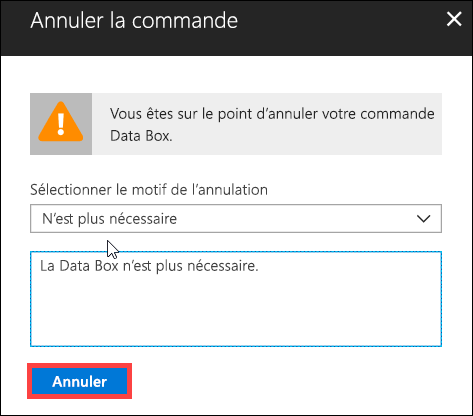 Annuler la commande
Vous êtes sur le point d'annuler votre commande
Data Box.
Sélectionner le motif de l'annulation
N'est plus nécessaire
La Data Box n'est plus nécessaire.
Annuler